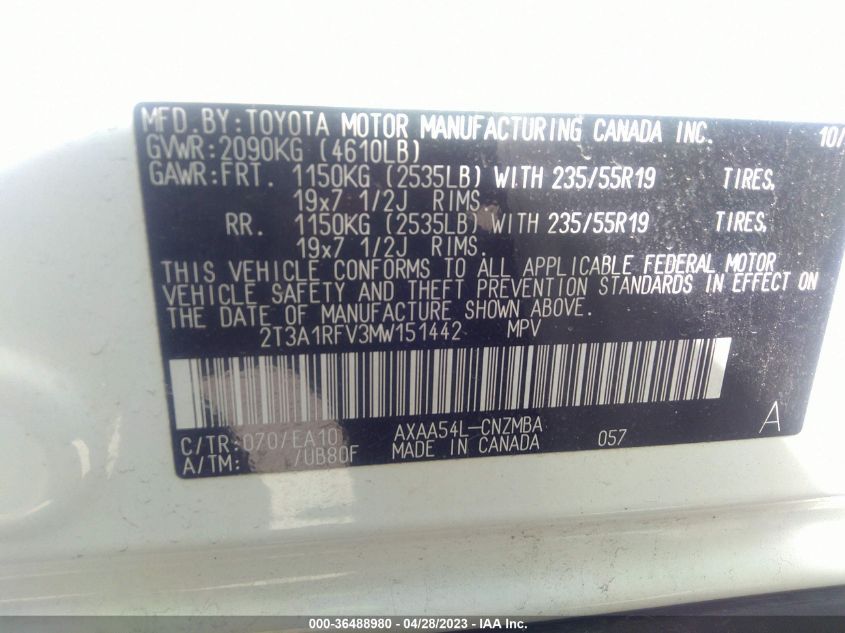 MFD.BY:TOYOTA MOTOR MANUFACTURING CANADA INC. 10/
GVWR:2090KG (4610LB)
GAWR:FRT. 1150KG (2535LB) WITH 235/55R19 TIRES,
19x7 1/2J RIMS.
RR. 1150KG (2535LB) WITH 235/55R19 TIRES,
19x7 1/2J RIMS.
THIS VEHICLE CONFORMS TO ALL APPLICABLE FEDERAL MOTOR
VEHICLE SAFETY AND THEFT PREVENTION STANDARDS IN EFFECT ON
THE DATE OF MANUFACTURE SHOWN ABOVE.
2T3A1RFV3MW151442 MPV
C/TR:070/EA10 AXAA54L-CNZMBA
A/TM: /UB80F MADE IN CANADA 057 A
000-36488980 / 04/28/2023 - IAA Inc.